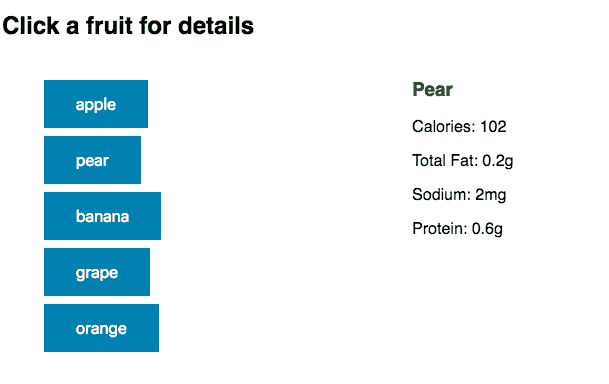 Click a fruit for details
apple
pear
banana
grape
orange
Pear
Calories: 102
Total Fat: 0.2g
Sodium: 2mg
Protein: 0.6g